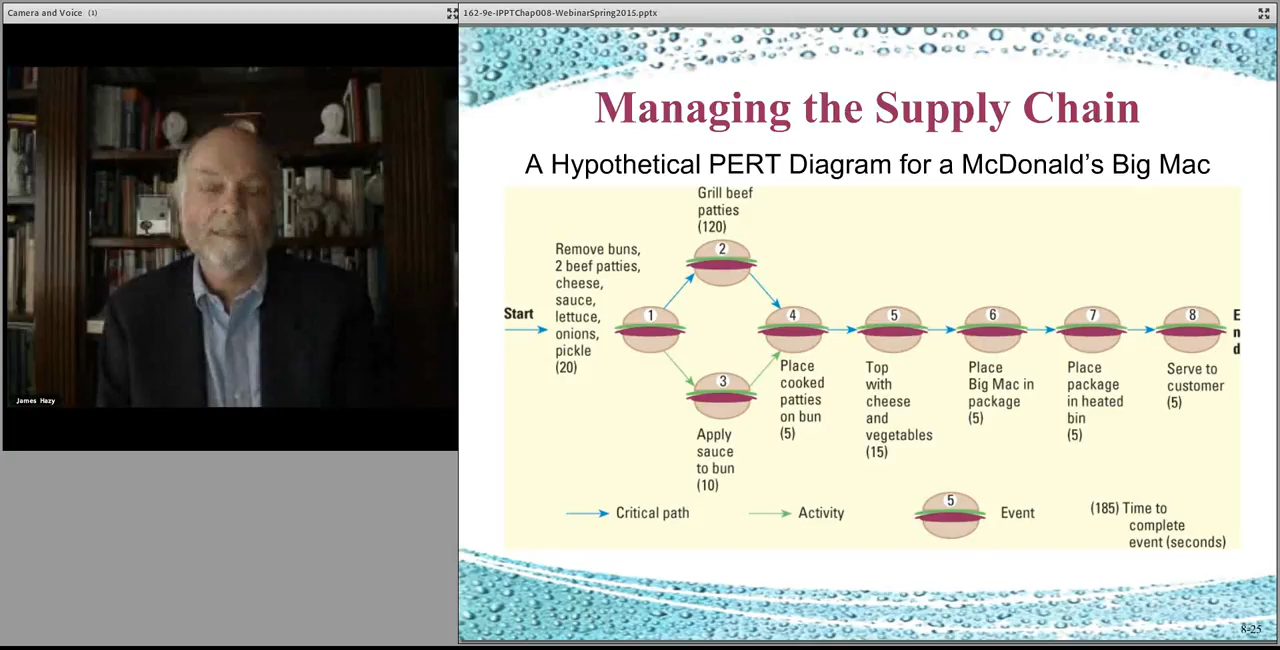 Camera and Voice (1)
162-9e-IPPTChap008-WebinarSpring2015.pptx
James Hazy
Managing the Supply Chain
A Hypothetical PERT Diagram for a McDonald's Big Mac
Grill beef
patties
(120)
Remove buns,
2 beef patties,
cheese,
sauce,
lettuce,
onions,
pickle
(20)
Start
1
2
3
4
5
6
7
8
E
n
d
Apply
sauce
to bun
(10)
Place
cooked
patties
on bun
(5)
Top
with
cheese
and
vegetables
(15)
Place
Big Mac in
package
(5)
Place
package
in heated
bin
(5)
Serve to
customer
(5)
Critical path
Activity
5
Event
(185) Time to
complete
event (seconds)
8-25